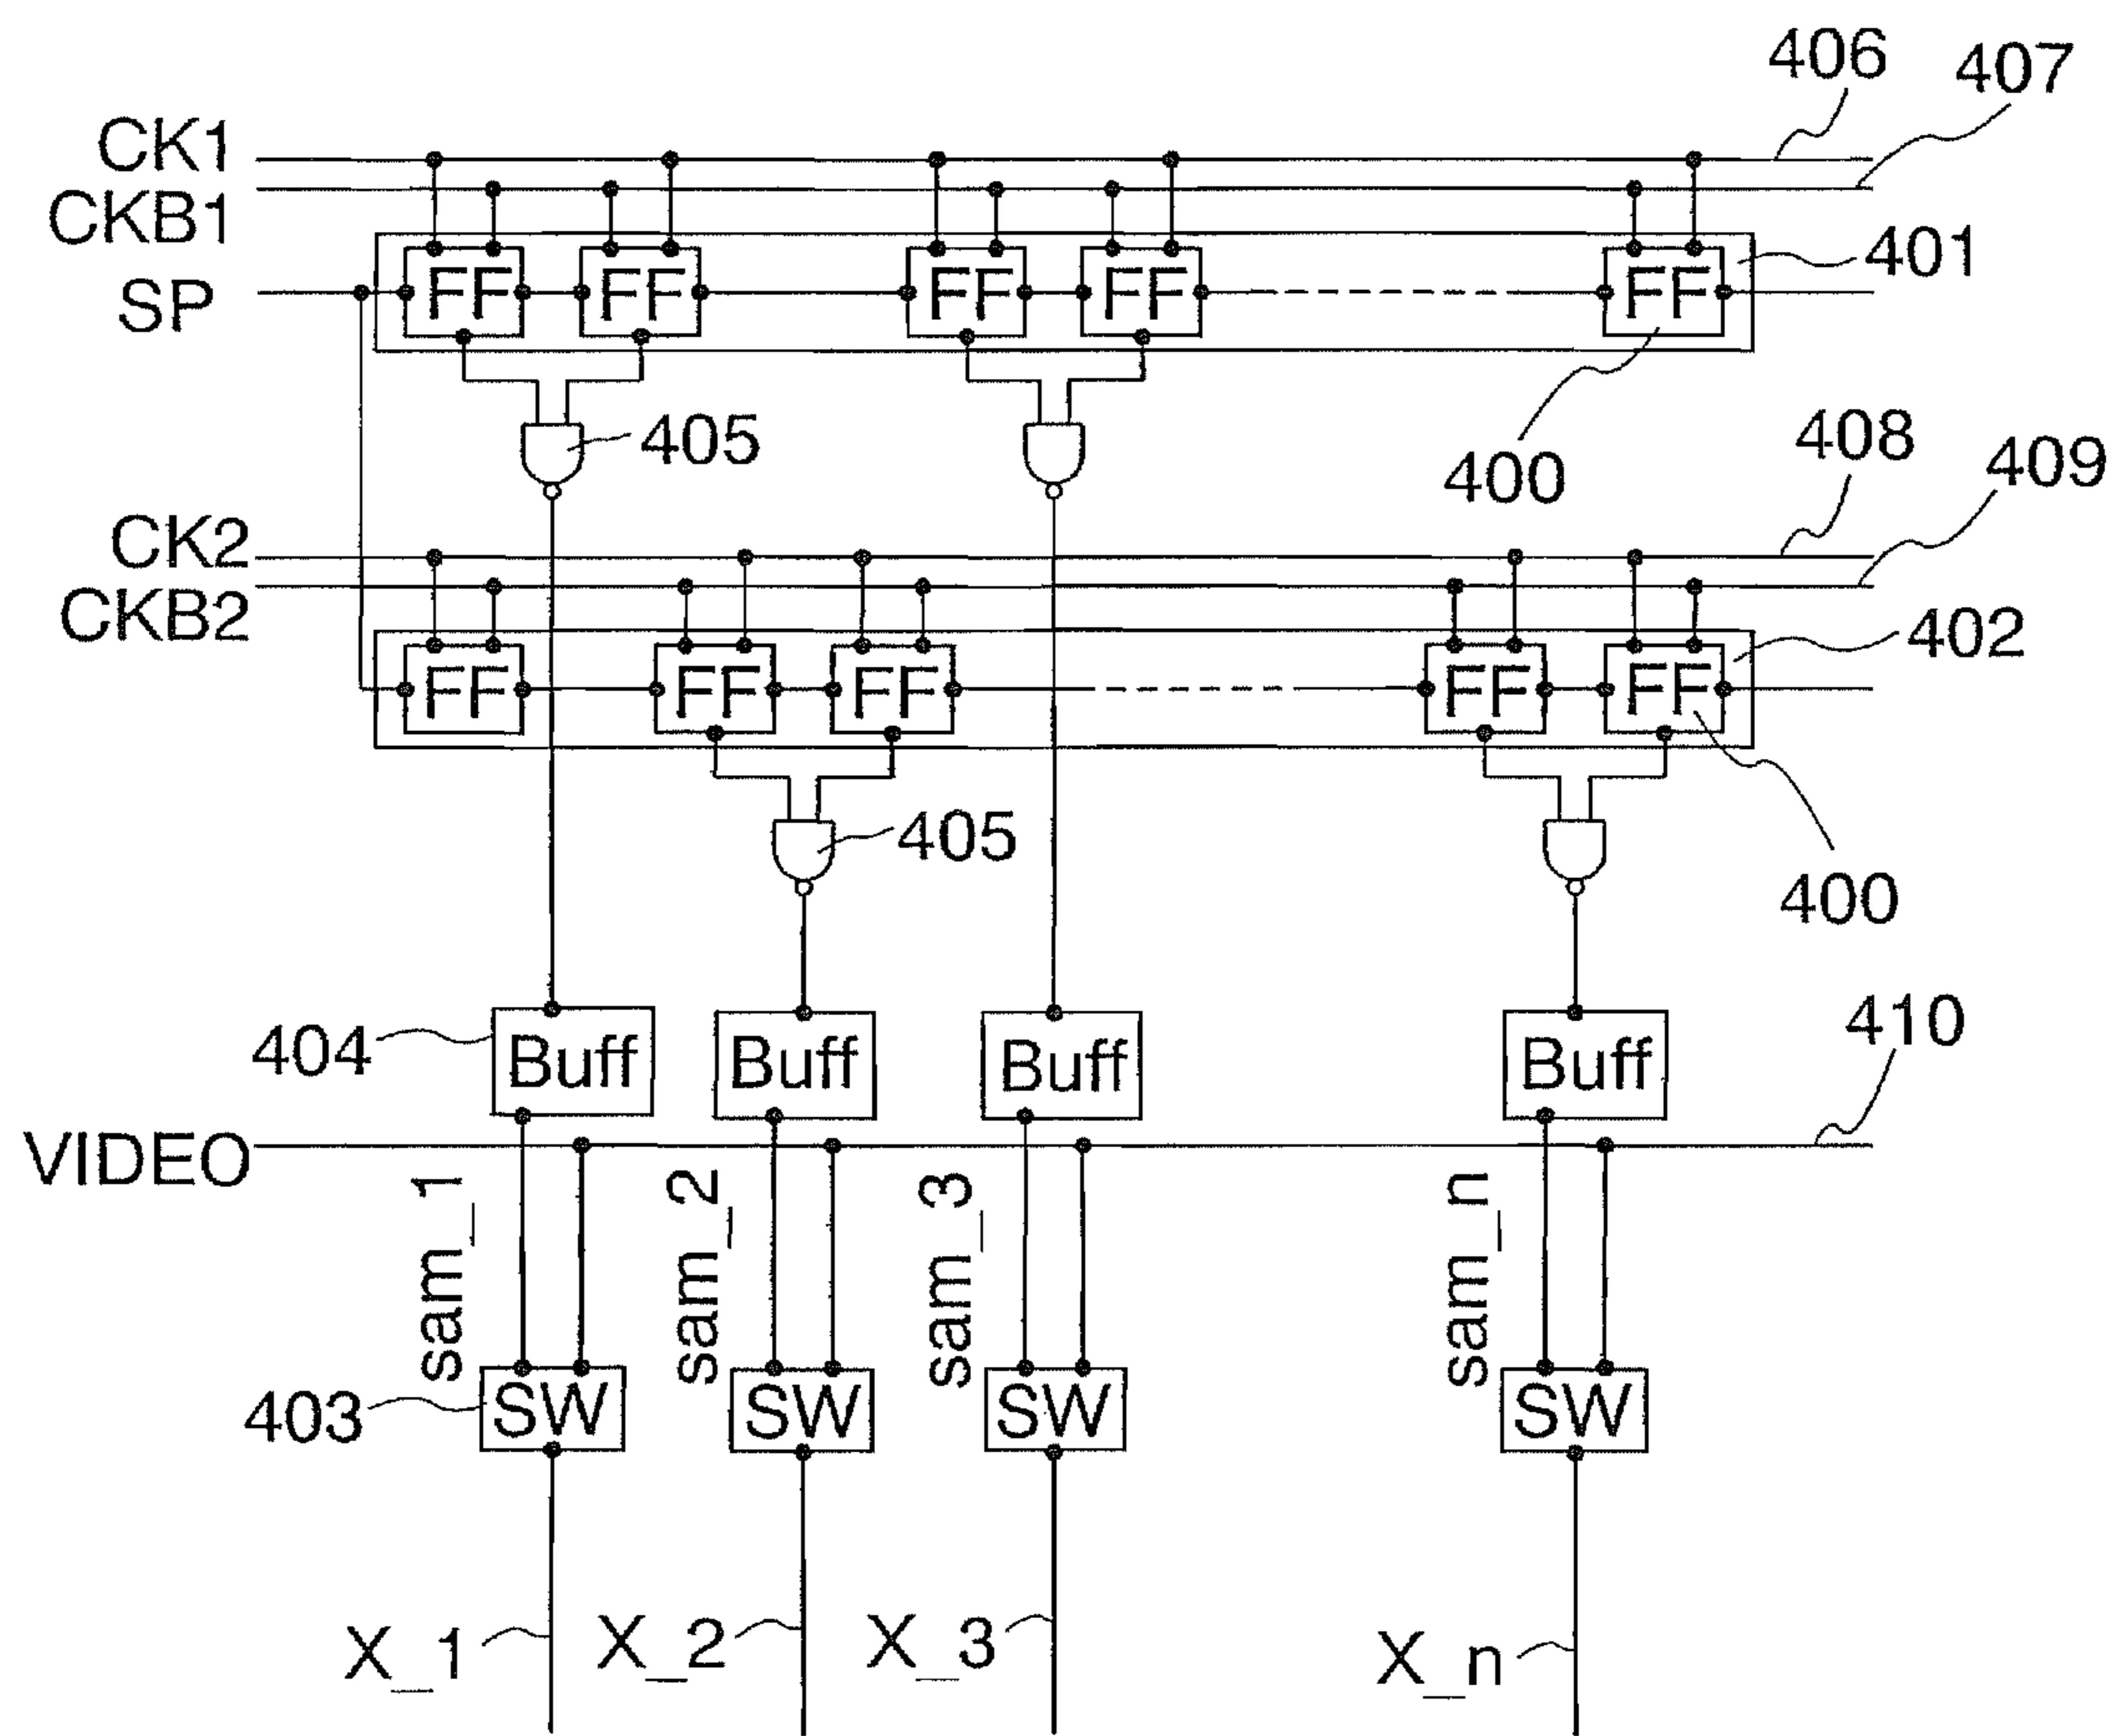 406
407
CK1
CKB1
SP
FF FF FF FF FF
401
405
400
408
409
CK2
CKB2
FF FF FF FF FF
402
405
400
404
Buff Buff Buff Buff
410
VIDEO
sam_1
sam_2
sam_3
sam_n
403
SW SW SW SW
X_1
X_2
X_3
X_n